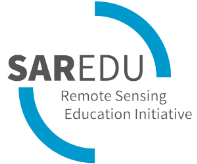 SAREDU
Remote Sensing
Education Initiative